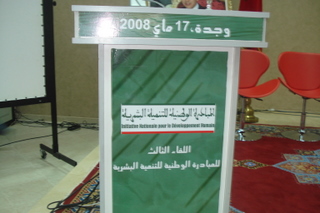 وجدة، 17 ماي 2008
المبادرة الوطنية للتنمية البشرية
Initiative Nationale pour le Développement Humain
اللقاء الثالث
للمبادرة الوطنية للتنمية البشرية